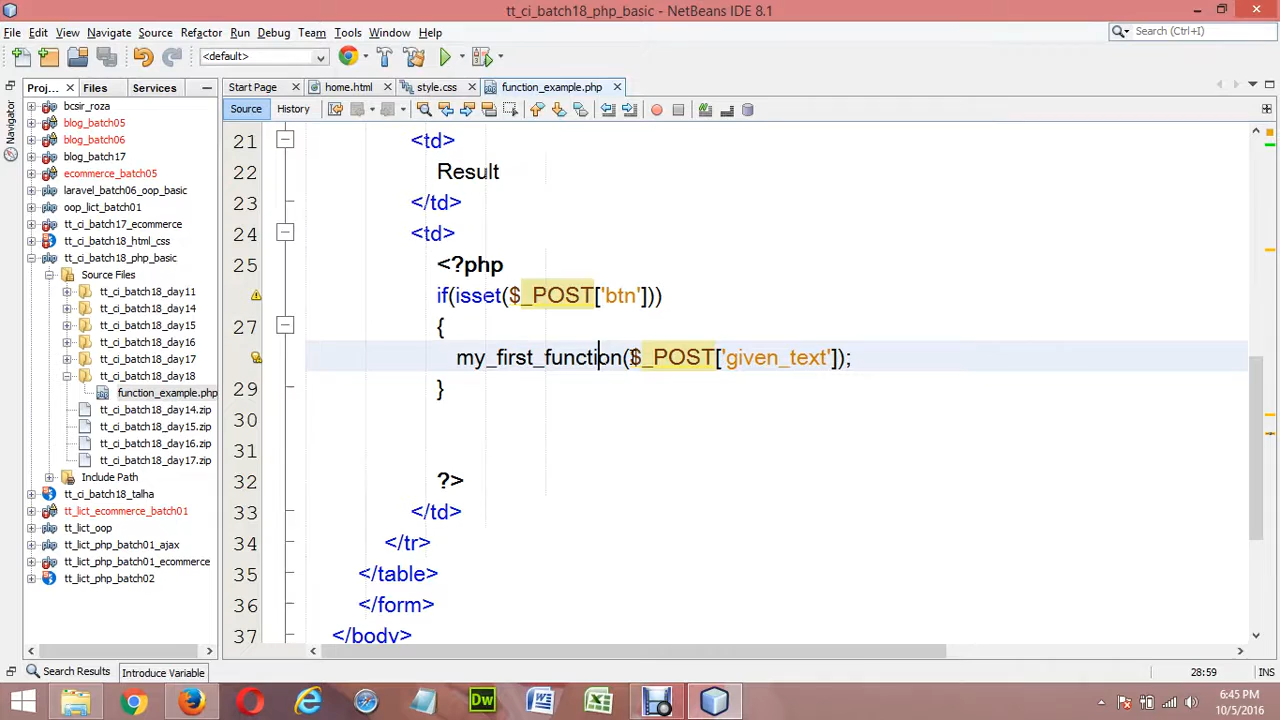 tt_ci_batch18_php_basic - NetBeans IDE 8.1
File Edit View Navigate Source Refactor Run Debug Team Tools Window Help
Search (Ctrl+I)
<default>
Proj... Files Services
Start Page home.html style.css function_example.php
Source History
Navigator
bcsir_roza
blog_batch05
blog_batch06
blog_batch17
ecommerce_batch05
laravel_batch06_oop_basic
oop_lict_batch01
tt_ci_batch17_ecommerce
tt_ci_batch18_html_css
tt_ci_batch18_php_basic
Source Files
tt_ci_batch18_day11
tt_ci_batch18_day14
tt_ci_batch18_day15
tt_ci_batch18_day16
tt_ci_batch18_day17
tt_ci_batch18_day18
function_example.php
tt_ci_batch18_day14.zip
tt_ci_batch18_day15.zip
tt_ci_batch18_day16.zip
tt_ci_batch18_day17.zip
Include Path
tt_ci_batch18_talha
tt_lict_ecommerce_batch01
tt_lict_oop
tt_lict_php_batch01_ajax
tt_lict_php_batch01_ecommerce
tt_lict_php_batch02
21 <td>
22 Result
23 </td>
24 <td>
25 <?php
if(isset($_POST['btn']))
27 {
my_first_function($_POST['given_text']);
29 }
30
31
32 ?>
33 </td>
34 </tr>
35 </table>
36 </form>
37 </body>
Search Results Introduce Variable
28:59 INS
Dw
6:45 PM
10/5/2016